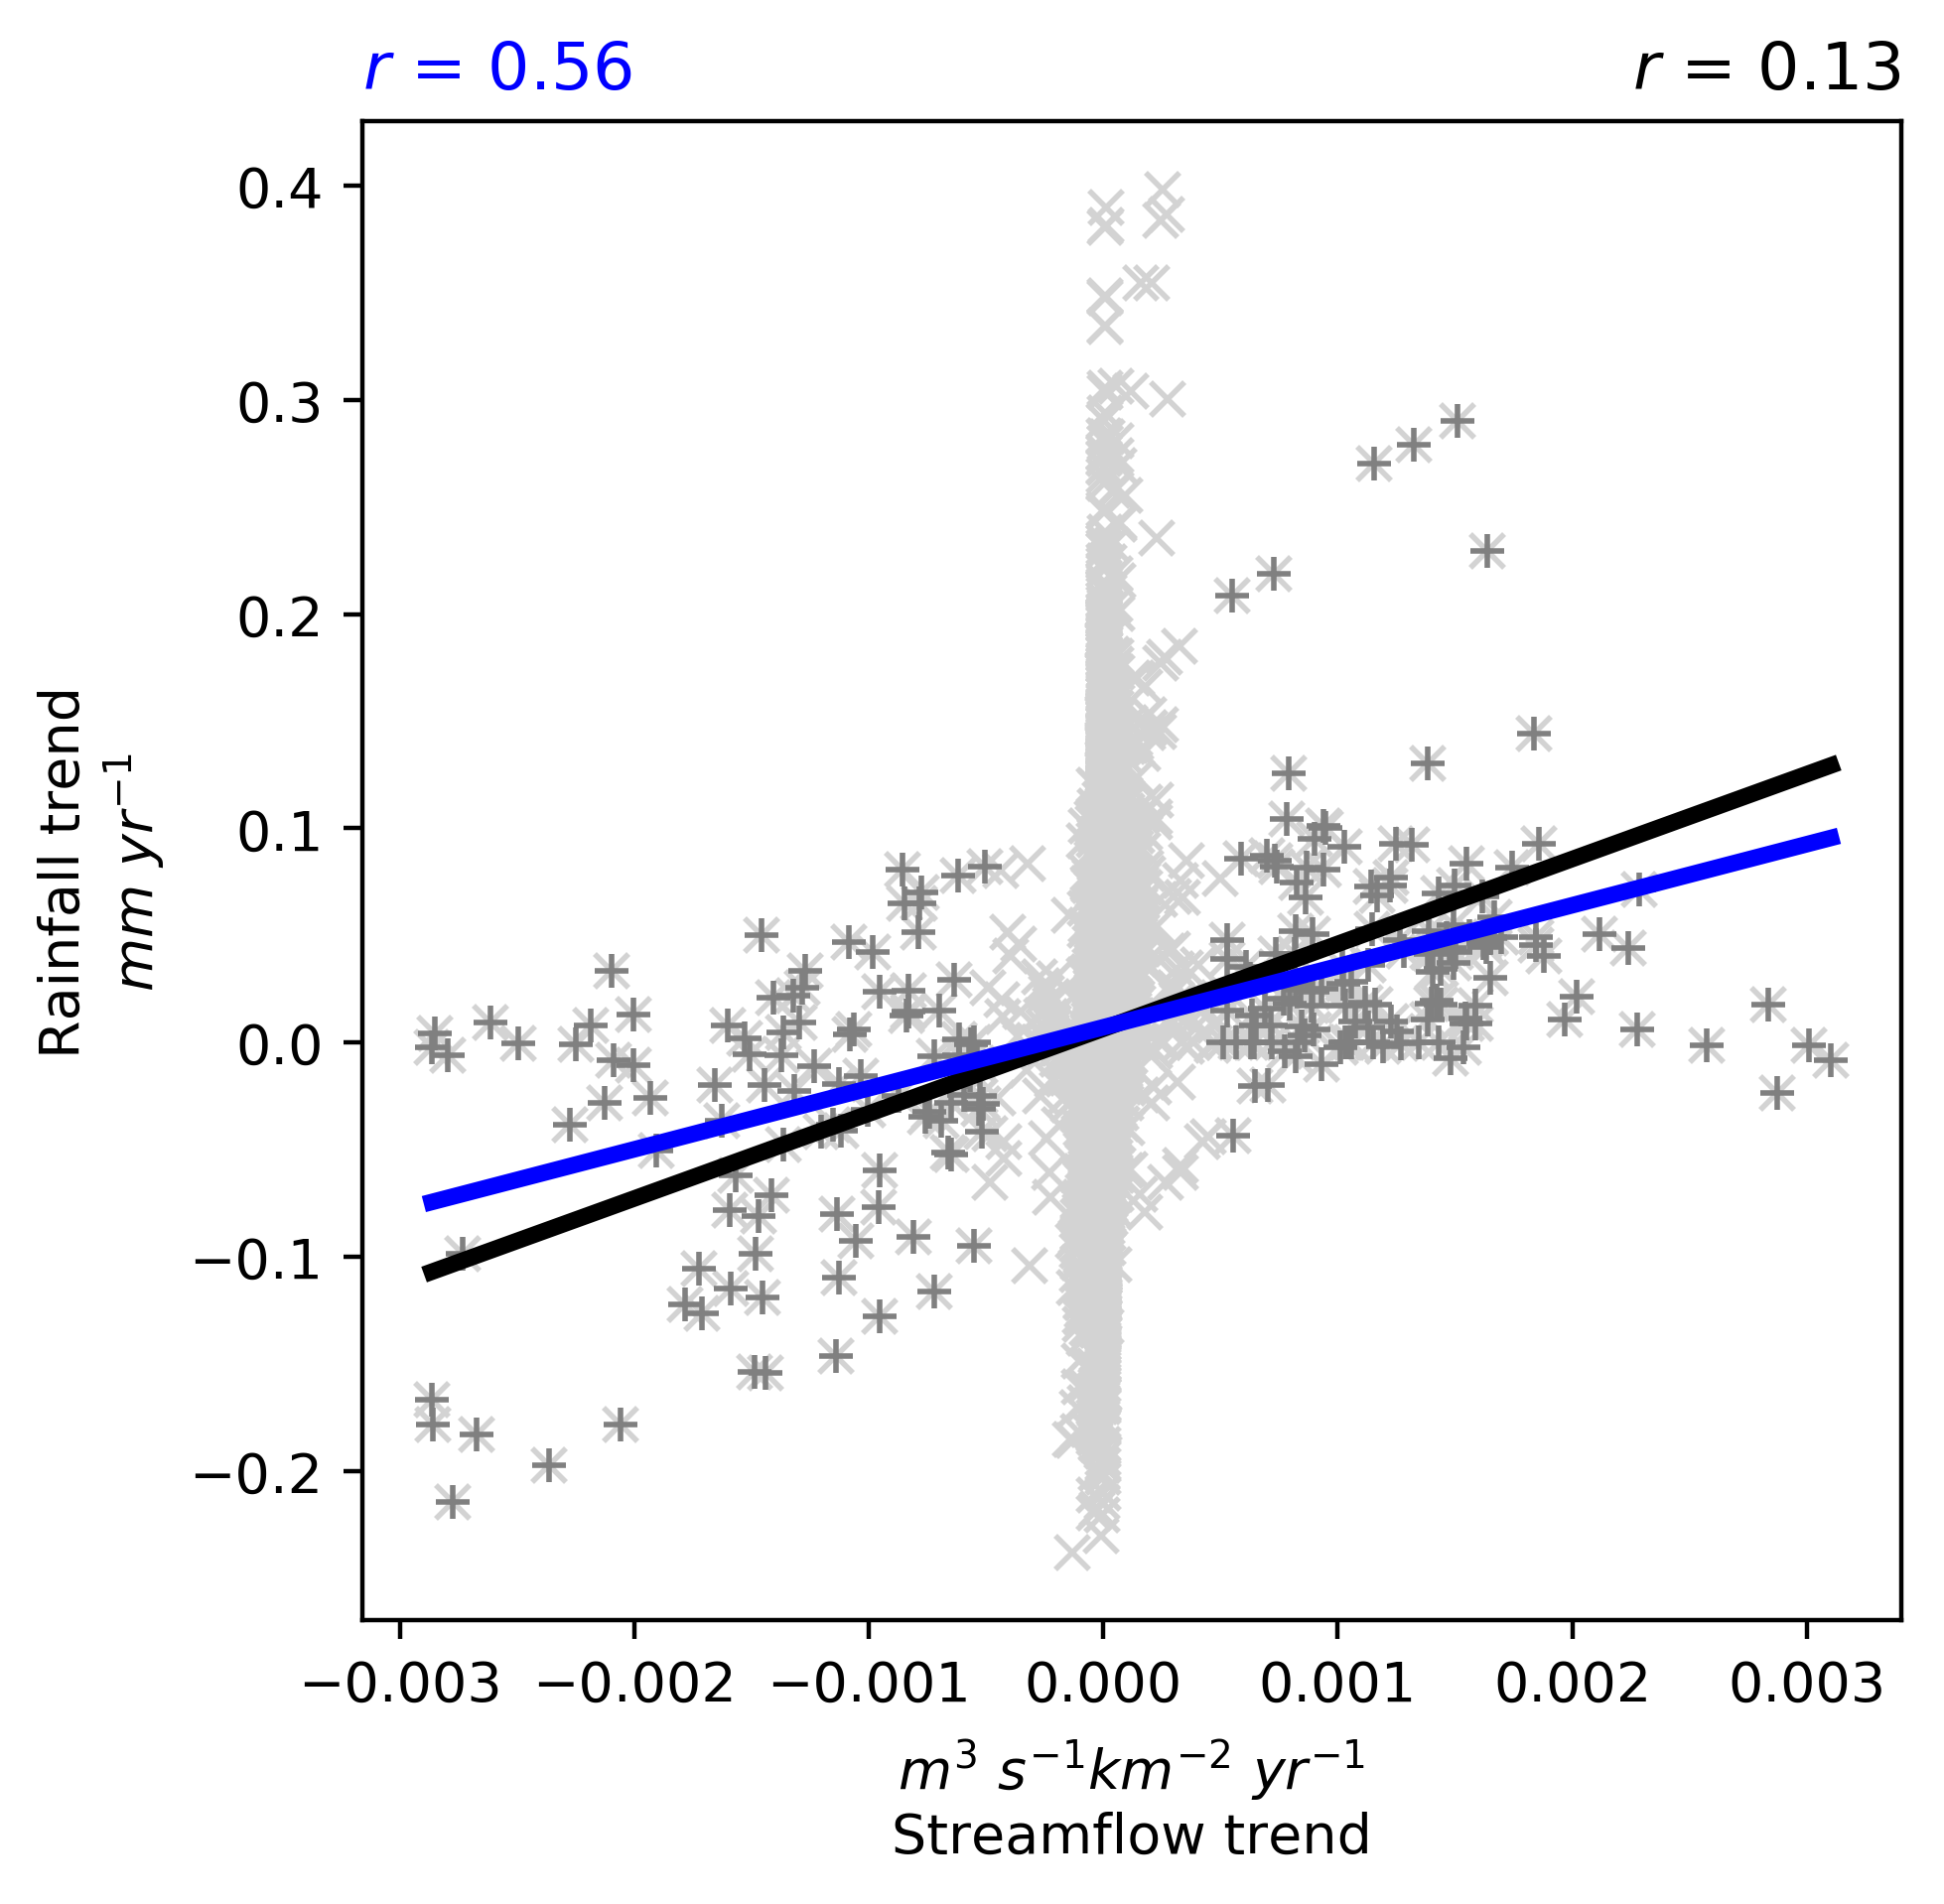 r = 0.56
r = 0.13
0.4
0.3
0.2
0.1
0.0
−0.1
−0.2
Rainfall trend
mm yr⁻¹
−0.003 −0.002 −0.001 0.000 0.001 0.002 0.003
m³ s⁻¹km⁻² yr⁻¹
Streamflow trend